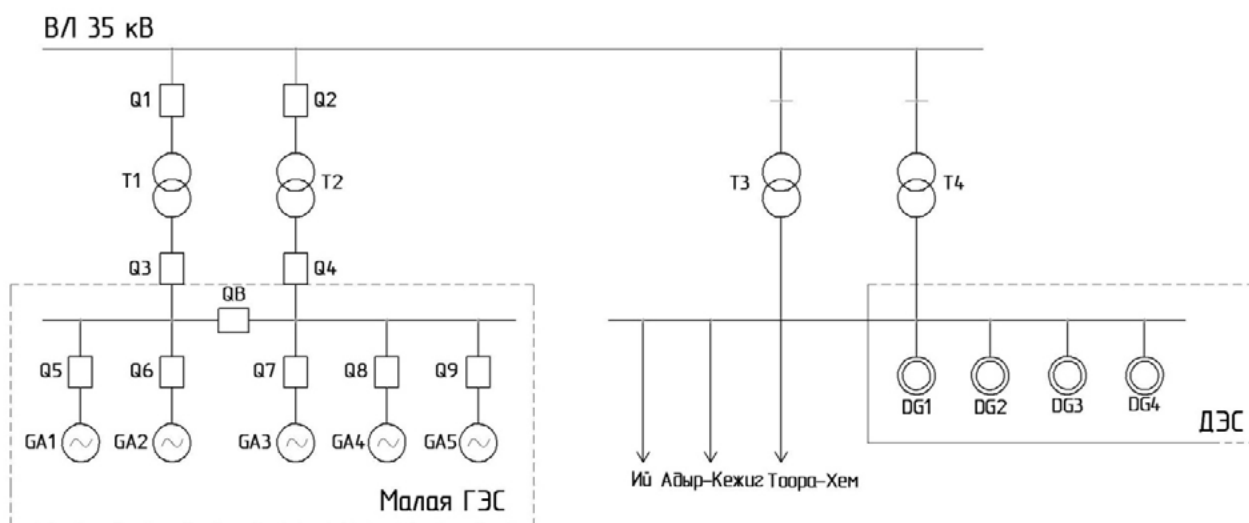 ВЛ 35 кВ
Q1
Q2
T1
T2
T3
T4
Q3
Q4
QB
Q5
Q6
Q7
Q8
Q9
GA1
GA2
GA3
GA4
GA5
Малая ГЭС
DG1
DG2
DG3
DG4
ДЭС
Ий Адыр-Кежиг Тоора-Хем